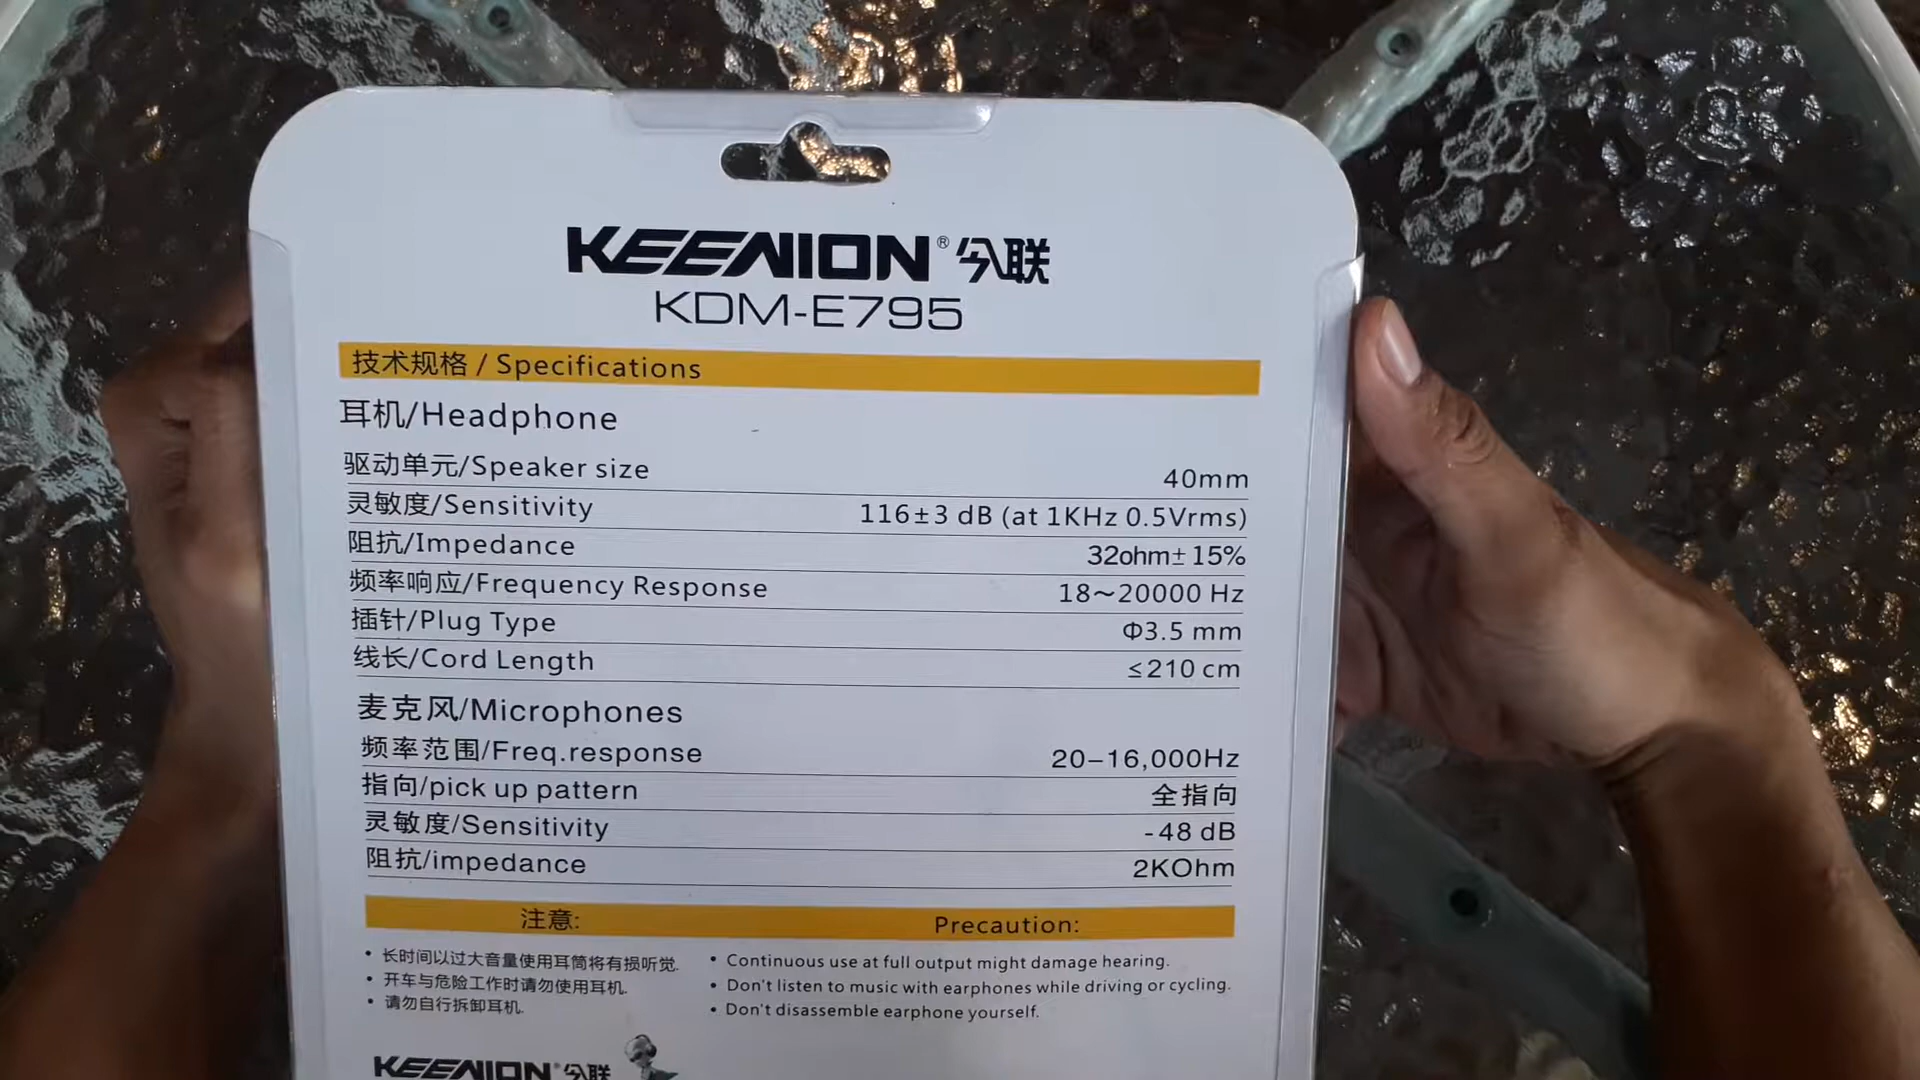 KEENION® 今联
KDM-E795
技术规格 / Specifications
耳机/Headphone
驱动单元/Speaker size 40mm
灵敏度/Sensitivity 116±3 dB (at 1KHz 0.5Vrms)
阻抗/Impedance 32ohm±15%
频率响应/Frequency Response 18~20000 Hz
插针/Plug Type Φ3.5 mm
线长/Cord Length ≤210 cm
麦克风/Microphones
频率范围/Freq.response 20–16,000Hz
指向/pick up pattern 全指向
灵敏度/Sensitivity -48 dB
阻抗/impedance 2KOhm
注意: Precaution:
• 长时间以过大音量使用耳筒将有损听觉.
• 开车与危险工作时请勿使用耳机.
• 请勿自行拆卸耳机.
• Continuous use at full output might damage hearing.
• Don't listen to music with earphones while driving or cycling.
• Don't disassemble earphone yourself.
KEENION® 今联